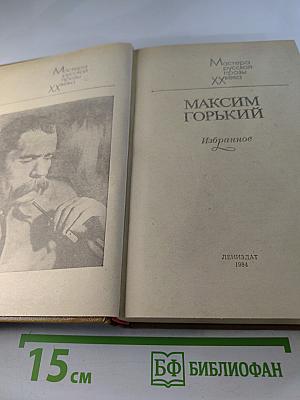 Мастера
русской
прозы
XX века
Мастера
русской
прозы
XX века
МАКСИМ
ГОРЬКИЙ
Избранное
ЛЕНИЗДАТ
1984
15 см
БФ БИБЛИОФАН